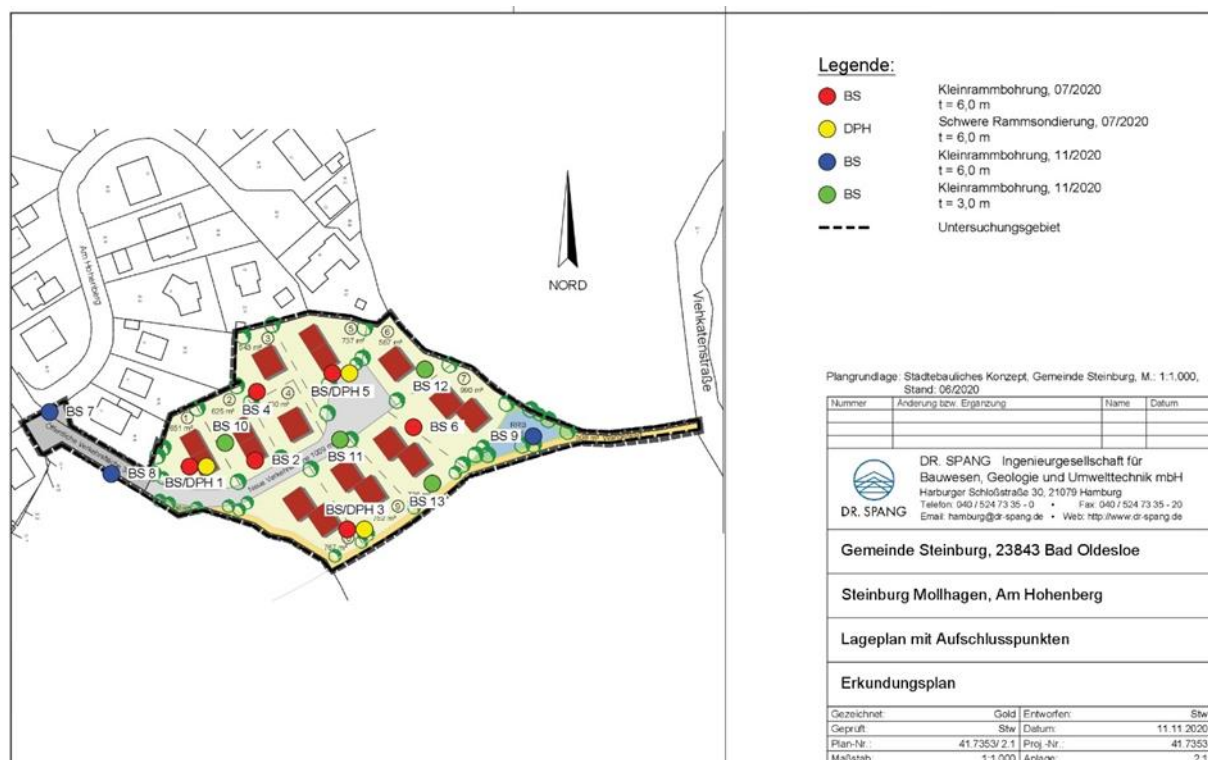 Legende:
BS Kleinrammbohrung, 07/2020
t = 6,0 m
DPH Schwere Rammsondierung, 07/2020
t = 6,0 m
BS Kleinrammbohrung, 11/2020
t = 6,0 m
BS Kleinrammbohrung, 11/2020
t = 3,0 m
Untersuchungsgebiet
NORD
Am Hohenberg
Viehkatenstraße
BS 7
BS 8
BS 4
BS 10
BS 2
BS/DPH 1
BS/DPH 5
BS 12
BS 6
BS 9
BS 11
BS 13
BS/DPH 3
Plangrundlage: Städtebauliches Konzept, Gemeinde Steinburg, M.: 1:1.000,
Stand: 06/2020
Nummer Änderung bzw. Ergänzung Name Datum
DR. SPANG Ingenieurgesellschaft für
Bauwesen, Geologie und Umwelttechnik mbH
Harburger Schloßstraße 30, 21079 Hamburg
Telefon: 040 / 524 73 35 - 0 • Fax: 040 / 524 73 35 - 20
Email: hamburg@dr-spang.de • Web: http://www.dr-spang.de
DR. SPANG
Gemeinde Steinburg, 23843 Bad Oldesloe
Steinburg Mollhagen, Am Hohenberg
Lageplan mit Aufschlusspunkten
Erkundungsplan
Gezeichnet: Gold Entworfen: Stw
Geprüft: Stw Datum: 11.11.2020
Plan-Nr.: 41.7353/ 2.1 Proj.-Nr.: 41.7353
Maßstab: 1:1.000 Anlage: 2.1